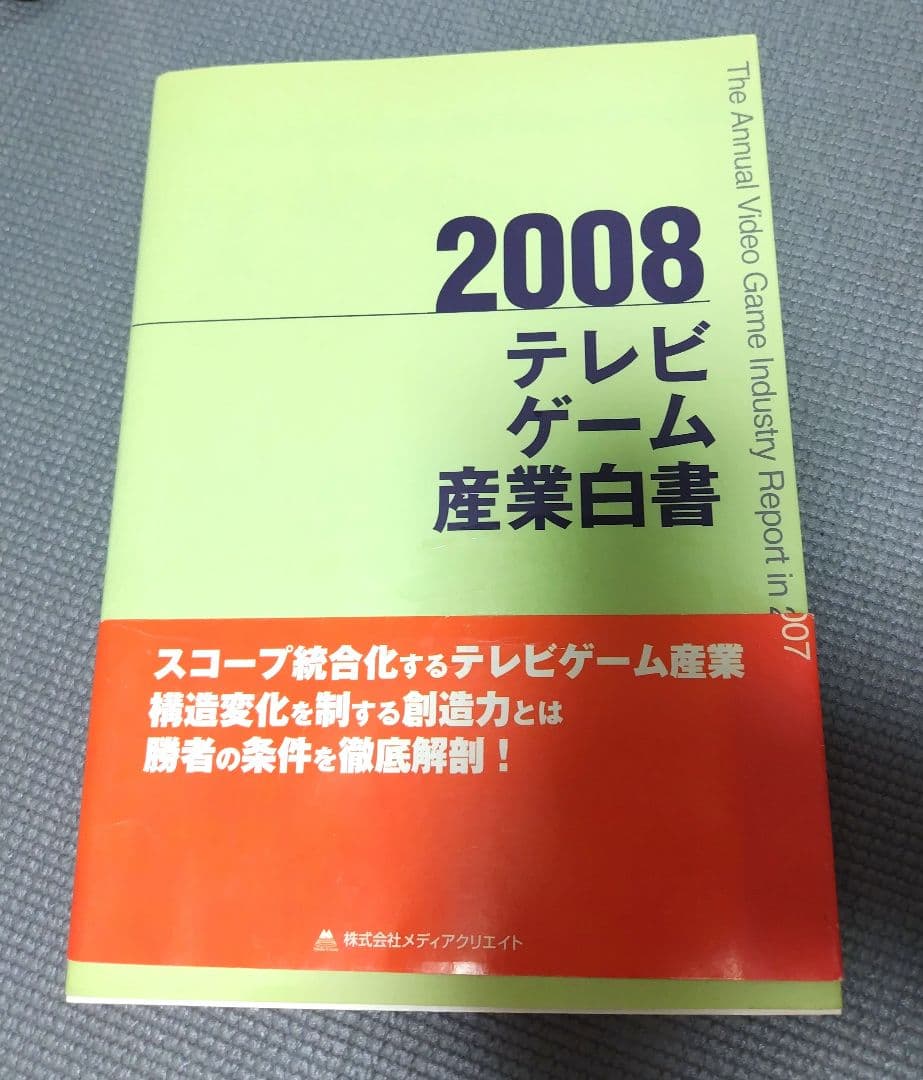 2008
テレビ
ゲーム
産業白書
The Annual Video Game Industry Report in 2007
スコープ統合化するテレビゲーム産業
構造変化を制する創造力とは
勝者の条件を徹底解剖！
株式会社メディアクリエイト